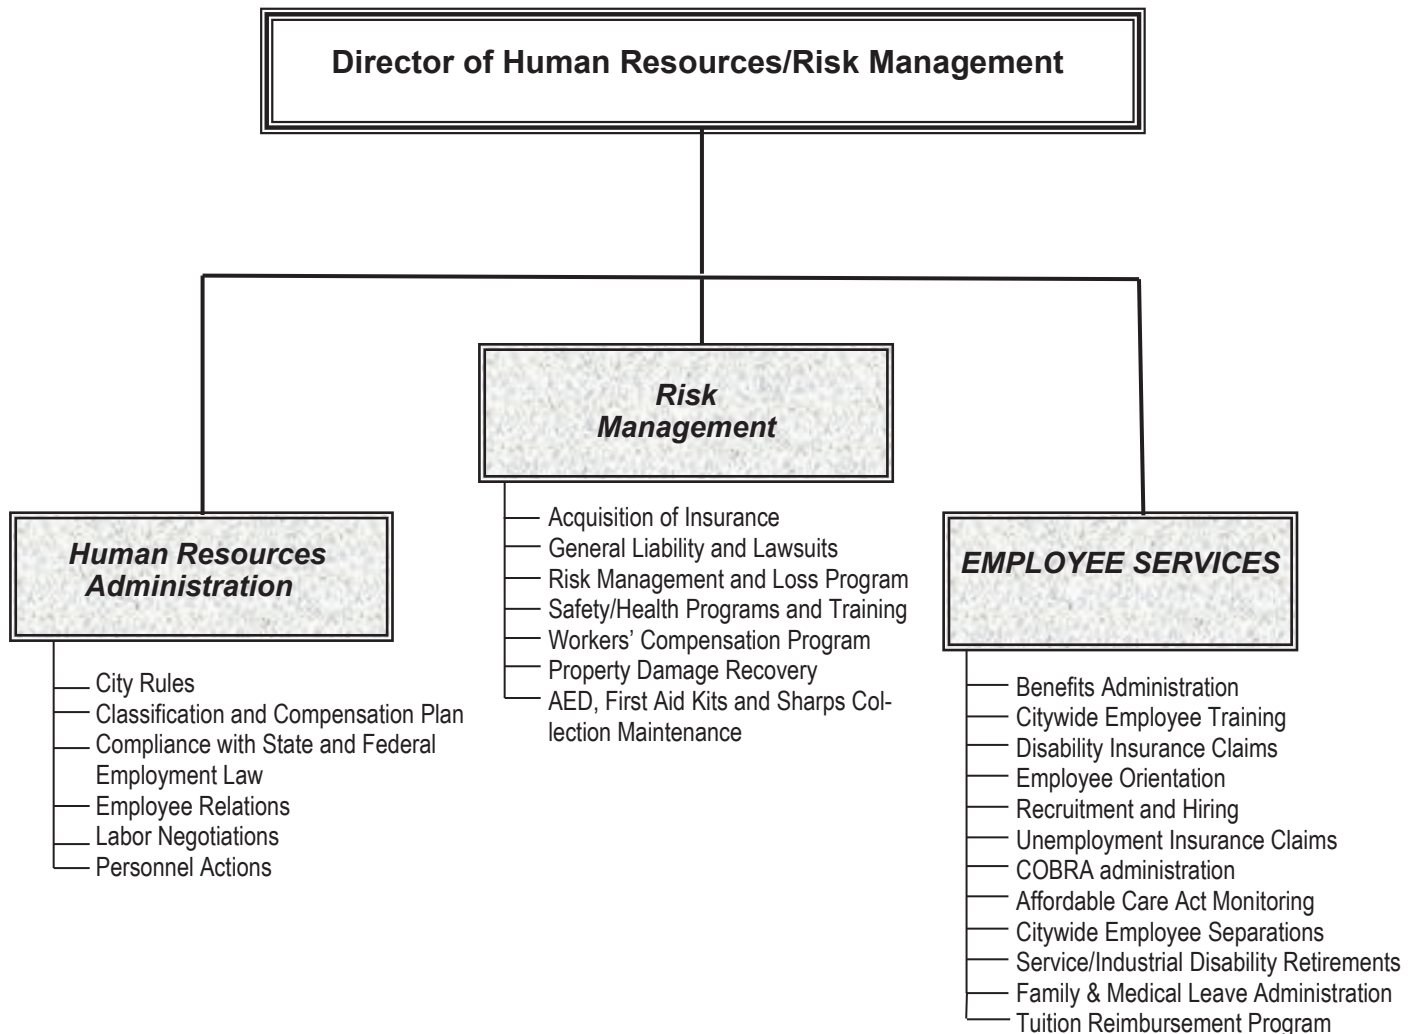 Director of Human Resources/Risk Management
Risk
Management
Acquisition of Insurance
General Liability and Lawsuits
Risk Management and Loss Program
Safety/Health Programs and Training
Workers’ Compensation Program
Property Damage Recovery
AED, First Aid Kits and Sharps Col-
lection Maintenance
Human Resources
Administration
City Rules
Classification and Compensation Plan
Compliance with State and Federal
Employment Law
Employee Relations
Labor Negotiations
Personnel Actions
EMPLOYEE SERVICES
Benefits Administration
Citywide Employee Training
Disability Insurance Claims
Employee Orientation
Recruitment and Hiring
Unemployment Insurance Claims
COBRA administration
Affordable Care Act Monitoring
Citywide Employee Separations
Service/Industrial Disability Retirements
Family & Medical Leave Administration
Tuition Reimbursement Program